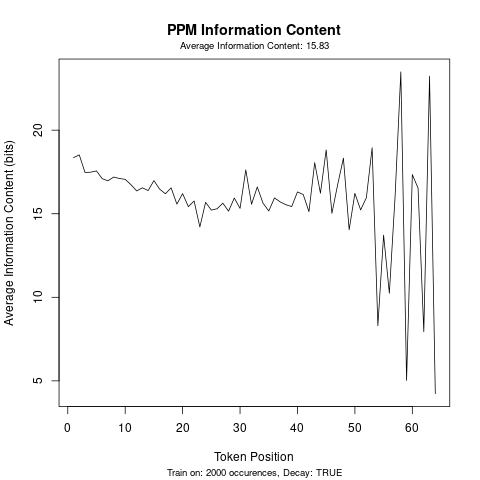 PPM Information Content
Average Information Content: 15.83
Average Information Content (bits)
20
15
10
5
0 10 20 30 40 50 60
Token Position
Train on: 2000 occurences, Decay: TRUE